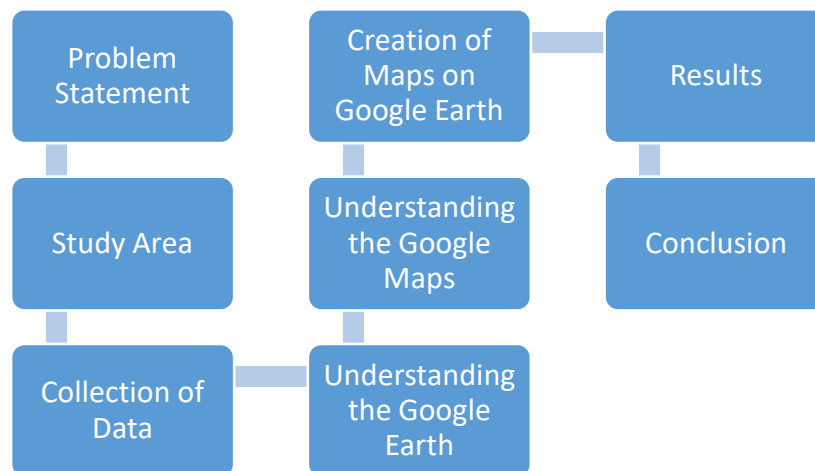 Problem
Statement
Study Area
Collection of
Data
Understanding
the Google
Earth
Understanding
the Google
Maps
Creation of
Maps on
Google Earth
Results
Conclusion